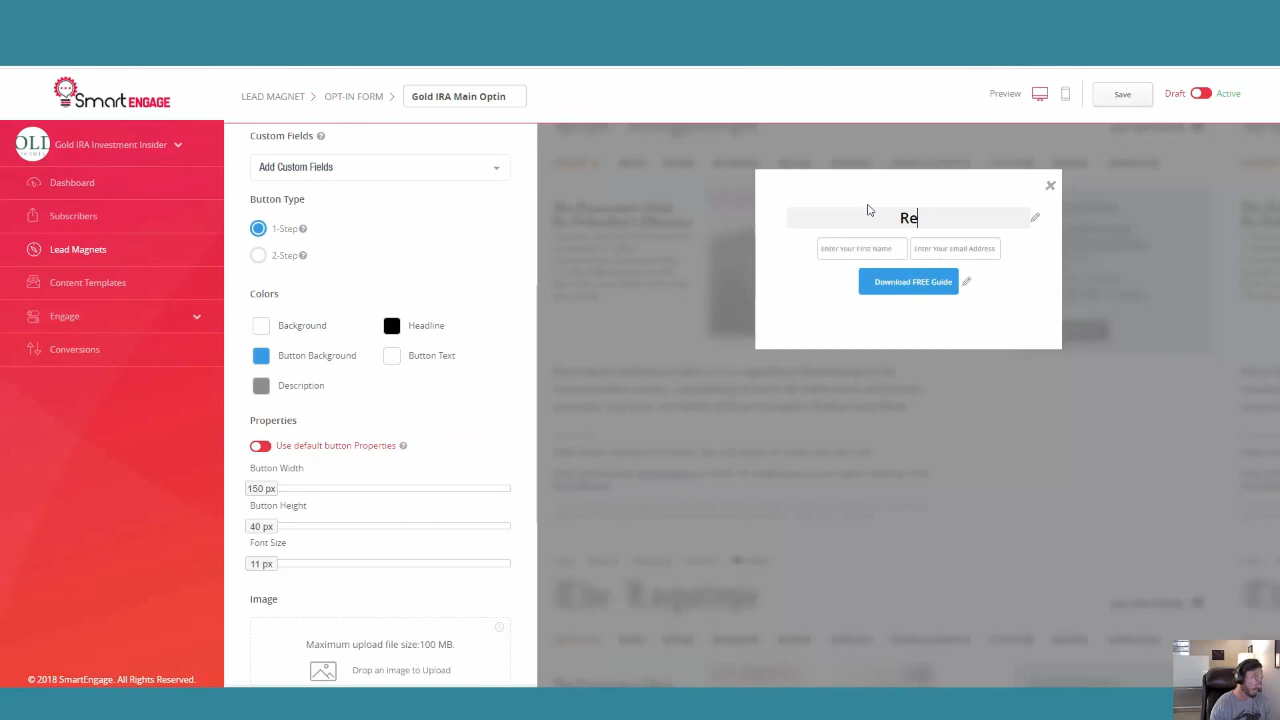 Smart ENGAGE
LEAD MAGNET
OPT-IN FORM
Gold IRA Main Optin
Preview
Save
Draft
Active
Gold IRA Investment Insider
Dashboard
Subscribers
Lead Magnets
Content Templates
Engage
Conversions
© 2018 SmartEngage. All Rights Reserved.
Custom Fields
Add Custom Fields
Button Type
1-Step
2-Step
Colors
Background
Headline
Button Background
Button Text
Description
Properties
Use default button Properties
Button Width
150 px
Button Height
40 px
Font Size
11 px
Image
Maximum upload file size:100 MB.
Drop an image to Upload
Re
Enter Your First Name
Enter Your Email Address
Download FREE Guide